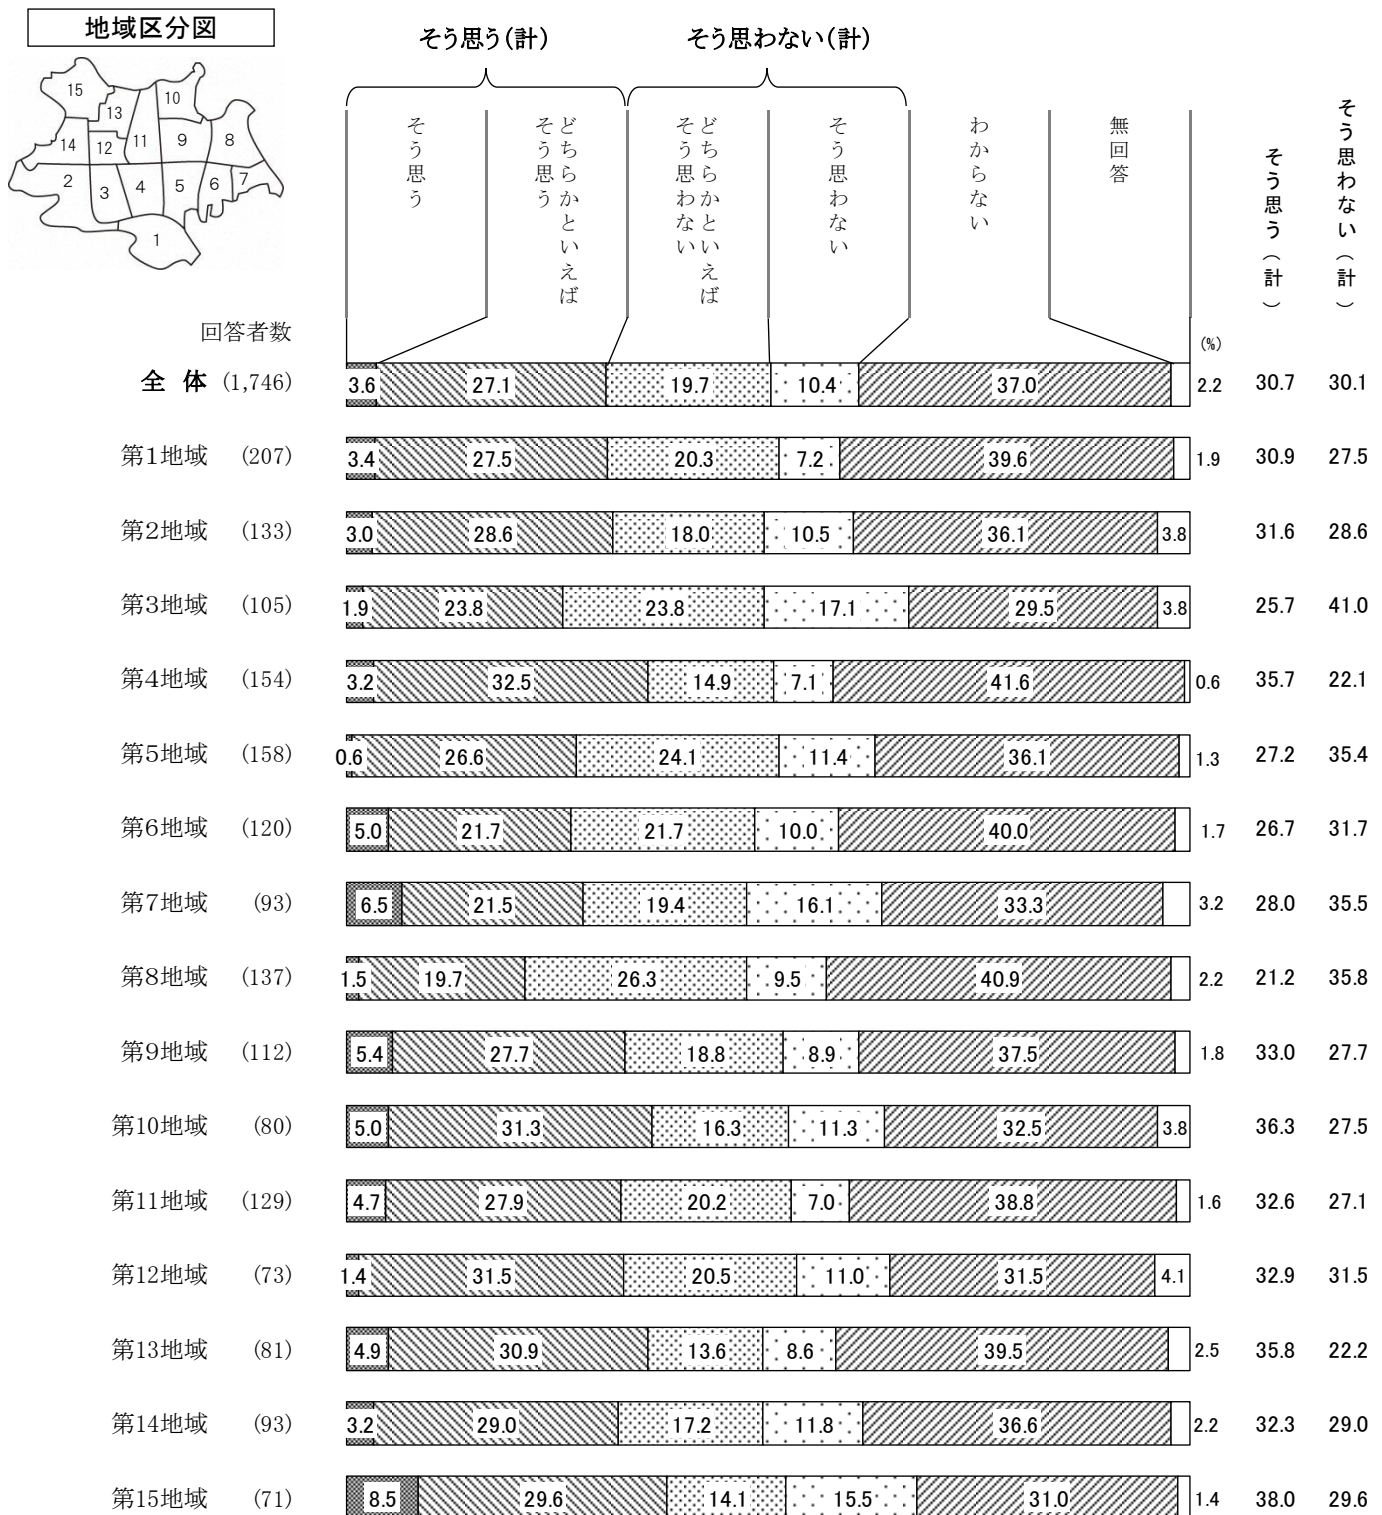 地域区分図
15
10
13
11
9
8
14
12
2
3
4
5
6
7
1
そう思う(計)
そう思わない(計)
そう思う
どちらかといえば
そう思う
どちらかといえば
そう思わない
そう思わない
わからない
無回答
そう思う(計)
そう思わない(計)
回答者数
(%)
全 体 (1,746) 3.6 27.1 19.7 10.4 37.0 2.2 30.7 30.1
第1地域 (207) 3.4 27.5 20.3 7.2 39.6 1.9 30.9 27.5
第2地域 (133) 3.0 28.6 18.0 10.5 36.1 3.8 31.6 28.6
第3地域 (105) 1.9 23.8 23.8 17.1 29.5 3.8 25.7 41.0
第4地域 (154) 3.2 32.5 14.9 7.1 41.6 0.6 35.7 22.1
第5地域 (158) 0.6 26.6 24.1 11.4 36.1 1.3 27.2 35.4
第6地域 (120) 5.0 21.7 21.7 10.0 40.0 1.7 26.7 31.7
第7地域 (93) 6.5 21.5 19.4 16.1 33.3 3.2 28.0 35.5
第8地域 (137) 1.5 19.7 26.3 9.5 40.9 2.2 21.2 35.8
第9地域 (112) 5.4 27.7 18.8 8.9 37.5 1.8 33.0 27.7
第10地域 (80) 5.0 31.3 16.3 11.3 32.5 3.8 36.3 27.5
第11地域 (129) 4.7 27.9 20.2 7.0 38.8 1.6 32.6 27.1
第12地域 (73) 1.4 31.5 20.5 11.0 31.5 4.1 32.9 31.5
第13地域 (81) 4.9 30.9 13.6 8.6 39.5 2.5 35.8 22.2
第14地域 (93) 3.2 29.0 17.2 11.8 36.6 2.2 32.3 29.0
第15地域 (71) 8.5 29.6 14.1 15.5 31.0 1.4 38.0 29.6